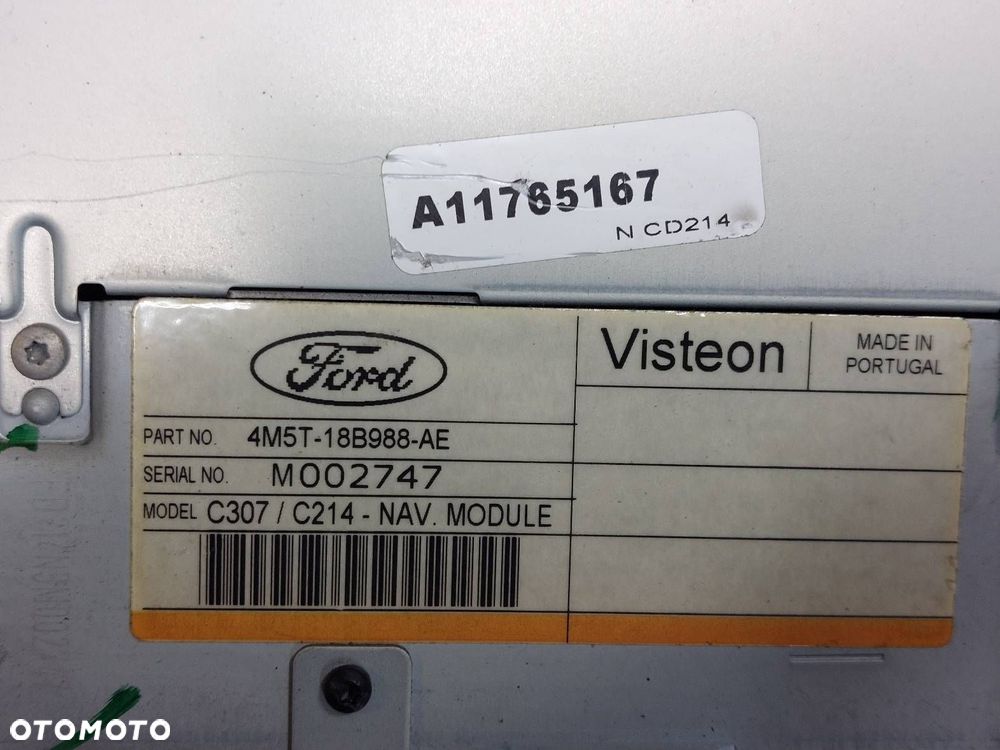 A11765167
N CD214
Ford
Visteon
MADE IN
PORTUGAL
PART NO. 4M5T-18B988-AE
SERIAL NO. M002747
MODEL C307 / C214 - NAV. MODULE
OTOMOTO